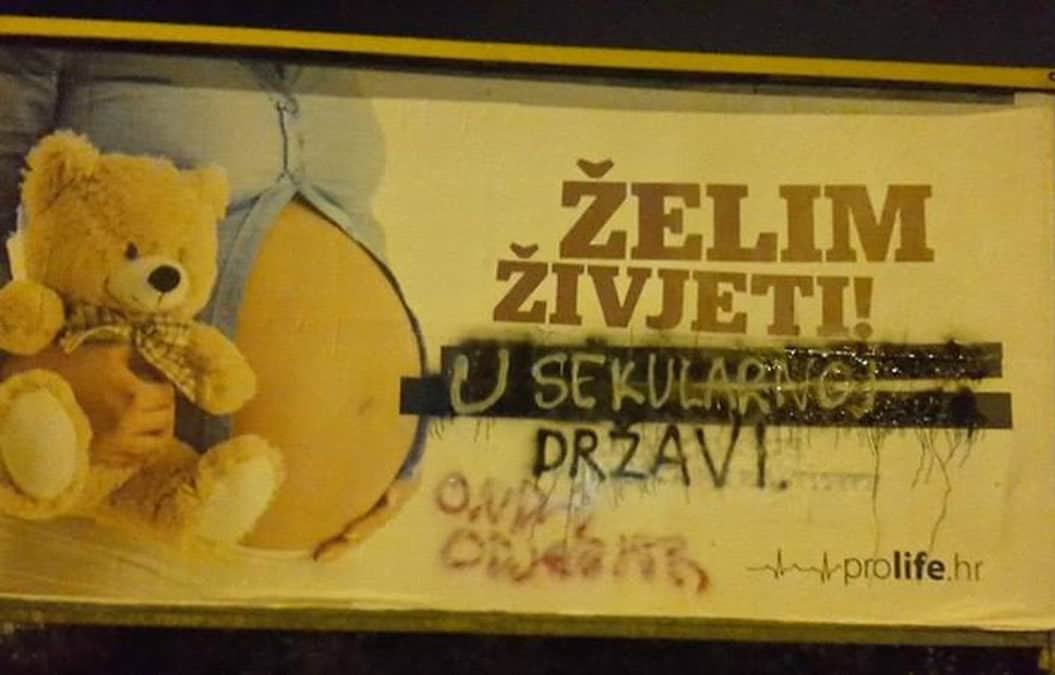 ŽELIM
ŽIVJETI!
U SEKULARNOJ
DRŽAVI.
prolife.hr